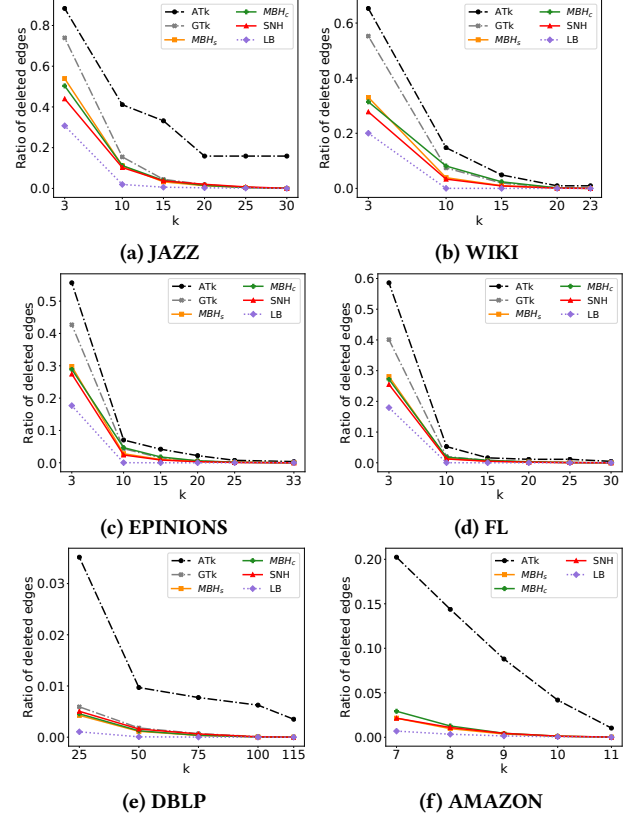 Ratio of deleted edges
0.8
0.6
0.4
0.2
0.0
ATk
GTk
MBHs
MBHc
SNH
LB
3 10 15 20 25 30
k
(a) JAZZ
Ratio of deleted edges
0.6
0.4
0.2
0.0
ATk
GTk
MBHs
MBHc
SNH
LB
3 10 15 20 23
k
(b) WIKI
Ratio of deleted edges
0.5
0.4
0.3
0.2
0.1
0.0
ATk
GTk
MBHs
MBHc
SNH
LB
3 10 15 20 25 33
k
(c) EPINIONS
Ratio of deleted edges
0.6
0.5
0.4
0.3
0.2
0.1
0.0
ATk
GTk
MBHs
MBHc
SNH
LB
3 10 15 20 25 30
k
(d) FL
Ratio of deleted edges
0.03
0.02
0.01
0.00
ATk
GTk
MBHs
MBHc
SNH
LB
25 50 75 100 115
k
(e) DBLP
Ratio of deleted edges
0.20
0.15
0.10
0.05
0.00
ATk
MBHs
MBHc
SNH
LB
7 8 9 10 11
k
(f) AMAZON